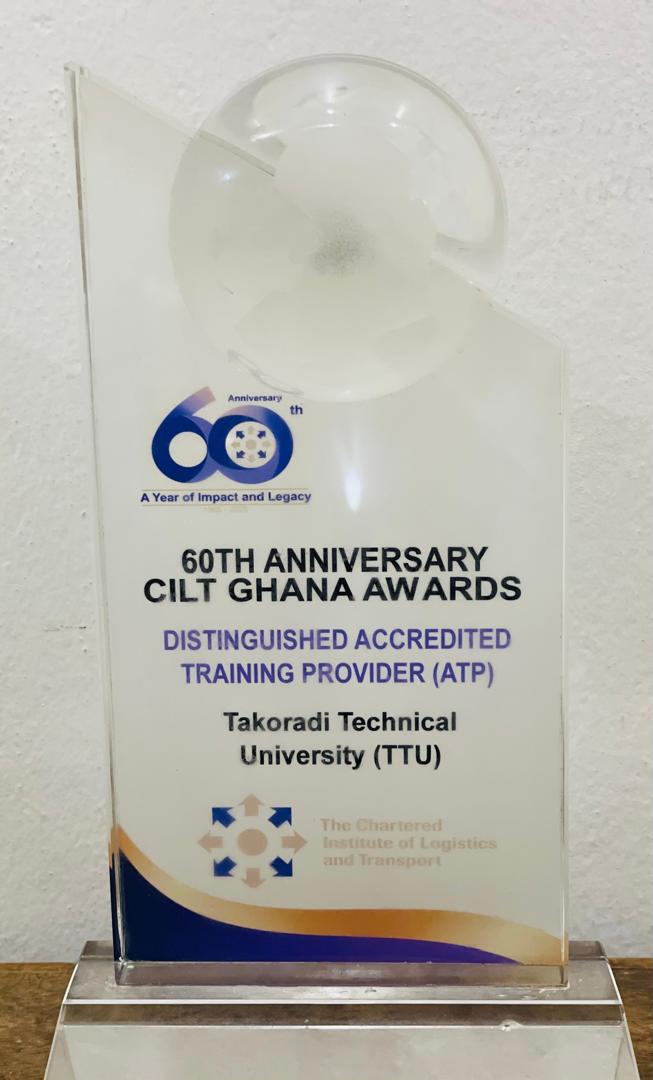 Anniversary
60th
A Year of Impact and Legacy
60TH ANNIVERSARY
CILT GHANA AWARDS
DISTINGUISHED ACCREDITED
TRAINING PROVIDER (ATP)
Takoradi Technical
University (TTU)
The Chartered
Institute of Logistics
and Transport